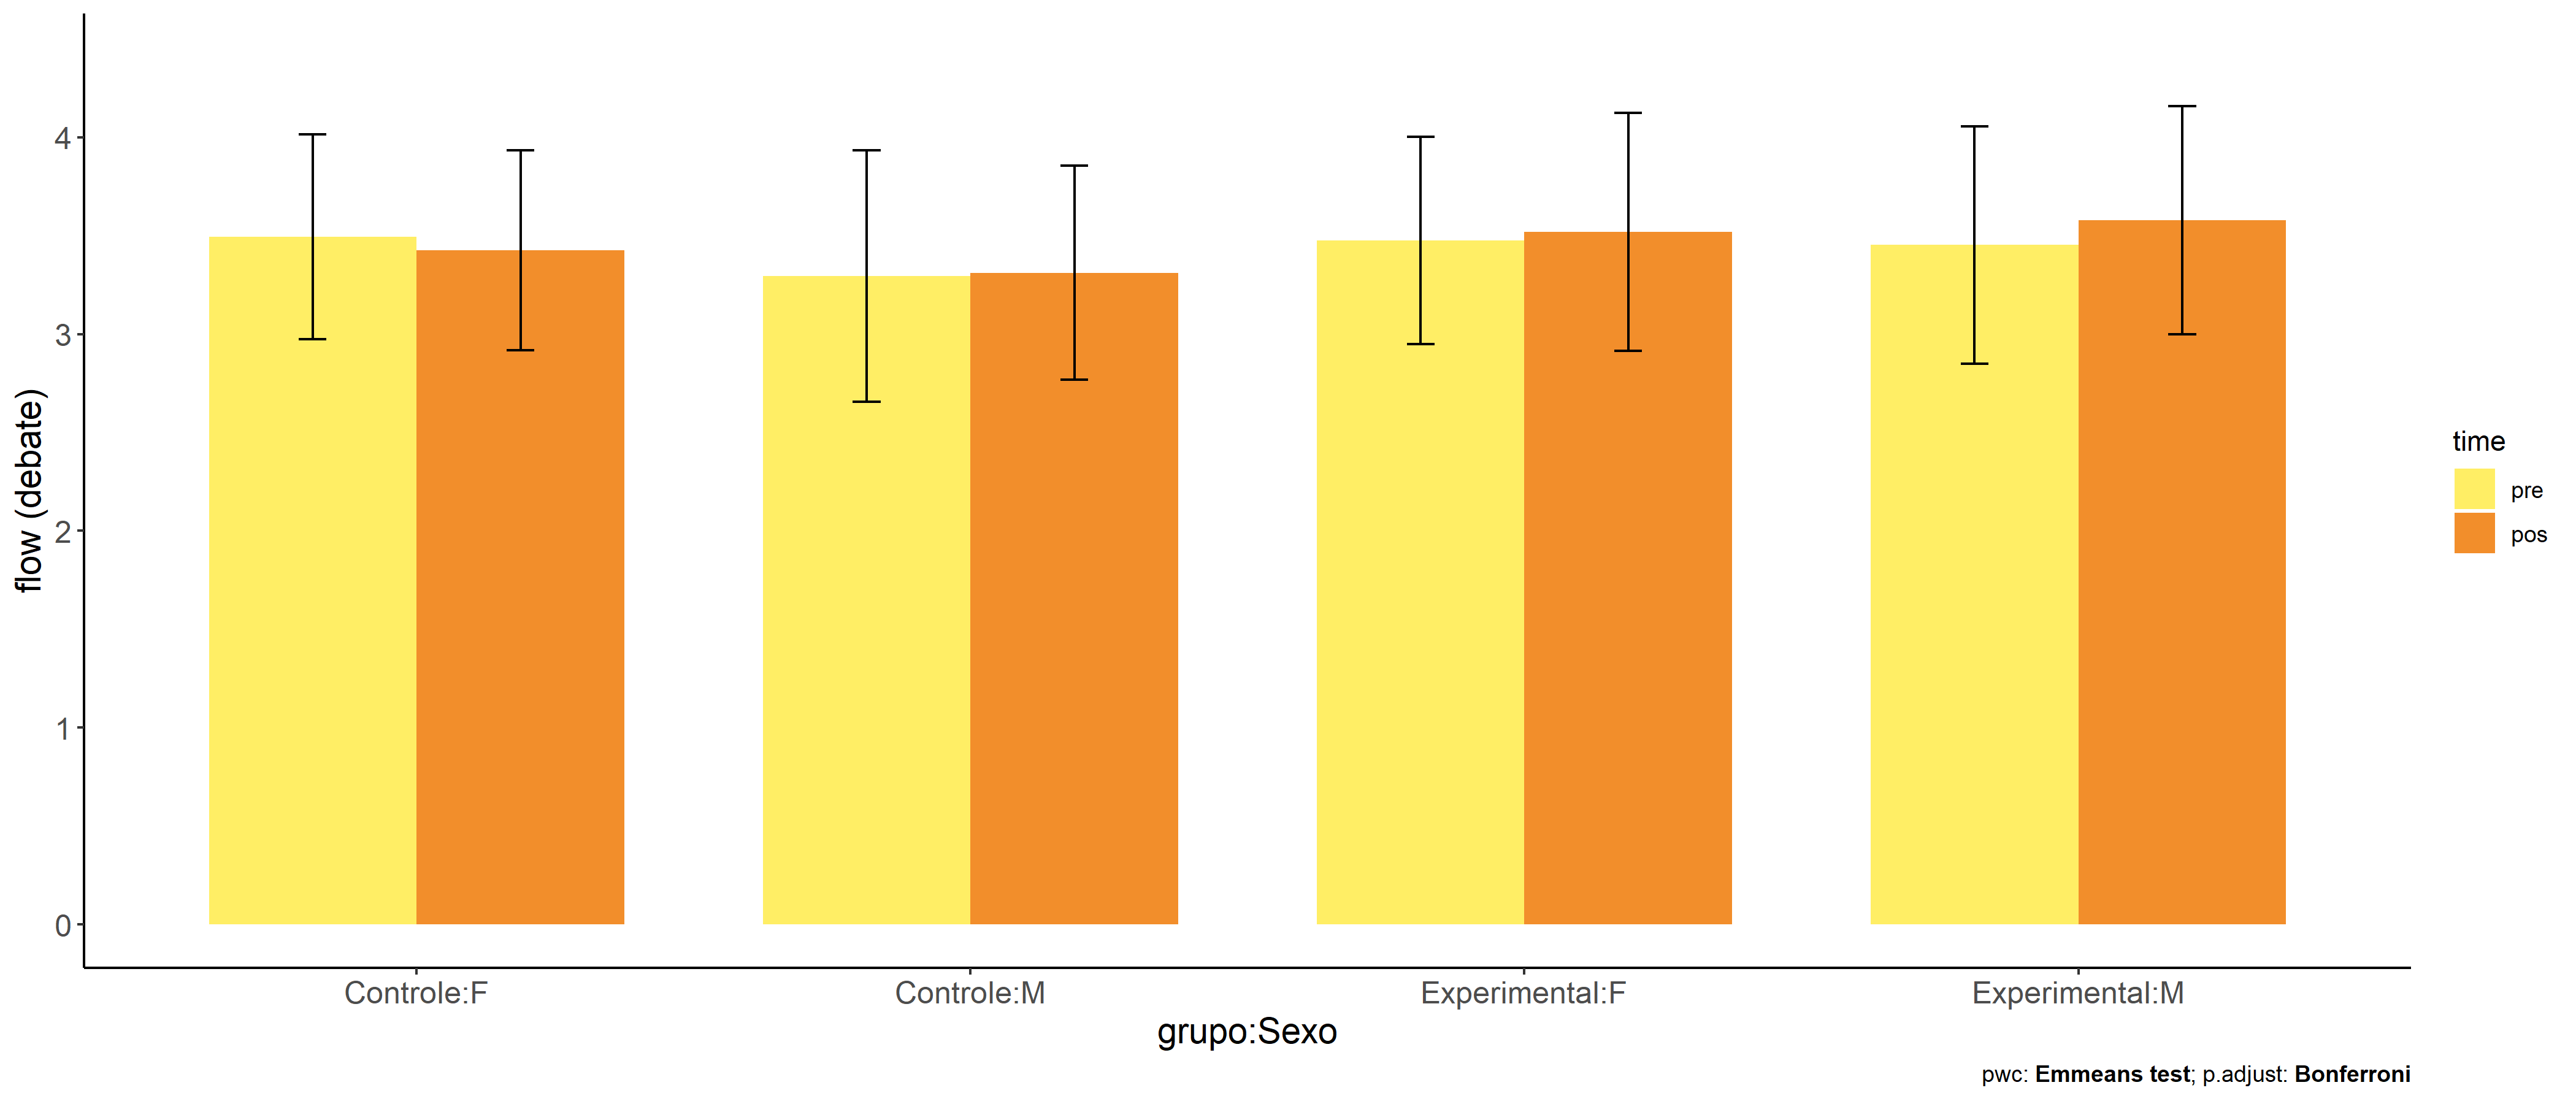 flow (debate)
4
3
2
1
0
Controle:F
Controle:M
Experimental:F
Experimental:M
grupo:Sexo
time
pre
pos
pwc: Emmeans test; p.adjust: Bonferroni